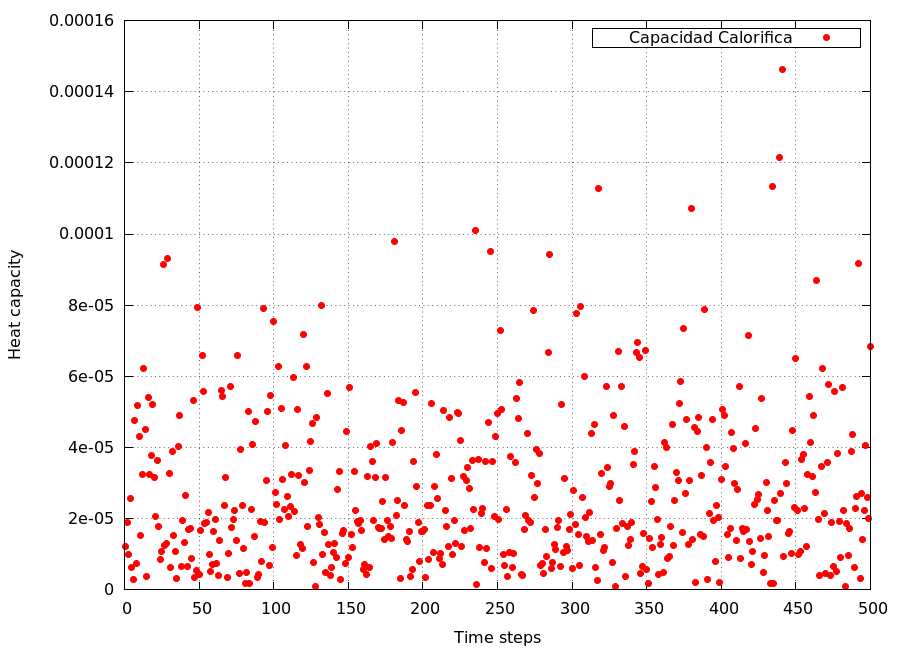 0.00016
Capacidad Calorifica
0.00014
0.00012
0.0001
8e-05
6e-05
4e-05
2e-05
0
Heat capacity
0 50 100 150 200 250 300 350 400 450 500
Time steps